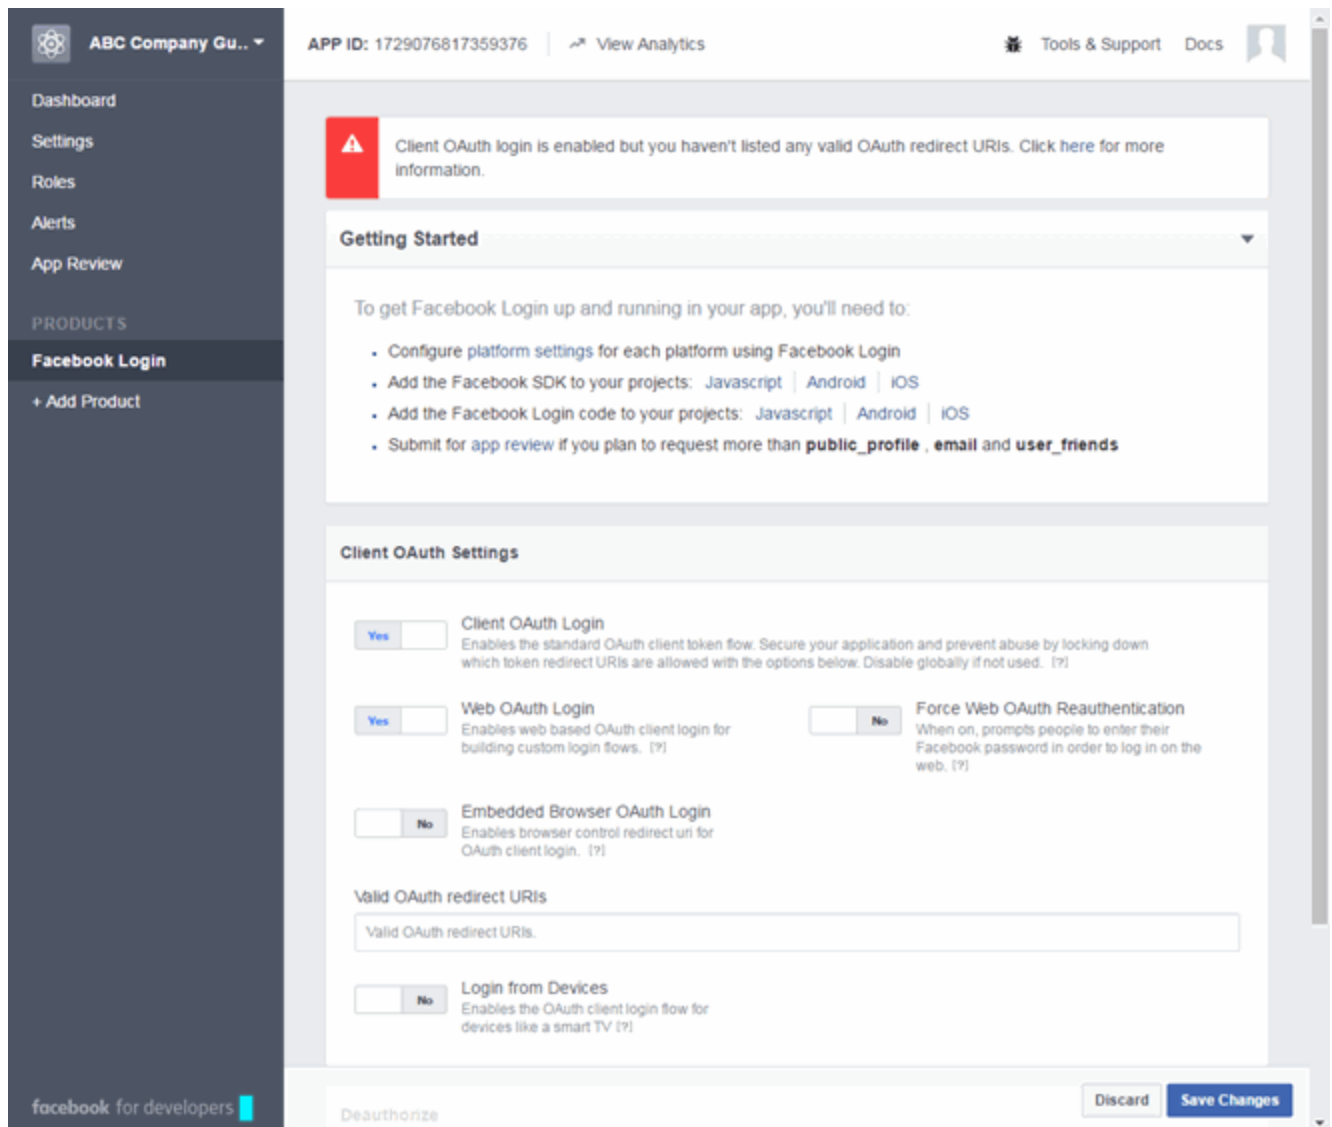 ABC Company Gu..
APP ID: 1729076817359376
View Analytics
Tools & Support
Docs
Dashboard
Settings
Roles
Alerts
App Review
PRODUCTS
Facebook Login
+ Add Product
Client OAuth login is enabled but you haven't listed any valid OAuth redirect URIs. Click here for more
information.
Getting Started
To get Facebook Login up and running in your app, you'll need to:
Configure platform settings for each platform using Facebook Login
Add the Facebook SDK to your projects: Javascript Android iOS
Add the Facebook Login code to your projects: Javascript Android iOS
Submit for app review if you plan to request more than public_profile , email and user_friends
Client OAuth Settings
Yes
Client OAuth Login
Enables the standard OAuth client token flow. Secure your application and prevent abuse by locking down
which token redirect URIs are allowed with the options below. Disable globally if not used. [?]
Yes
Web OAuth Login
Enables web based OAuth client login for
building custom login flows. [?]
No
Force Web OAuth Reauthentication
When on, prompts people to enter their
Facebook password in order to log in on the
web. [?]
No
Embedded Browser OAuth Login
Enables browser control redirect uri for
OAuth client login. [?]
Valid OAuth redirect URIs
Valid OAuth redirect URIs.
No
Login from Devices
Enables the OAuth client login flow for
devices like a smart TV [?]
Deauthorize
Discard
Save Changes
facebook for developers